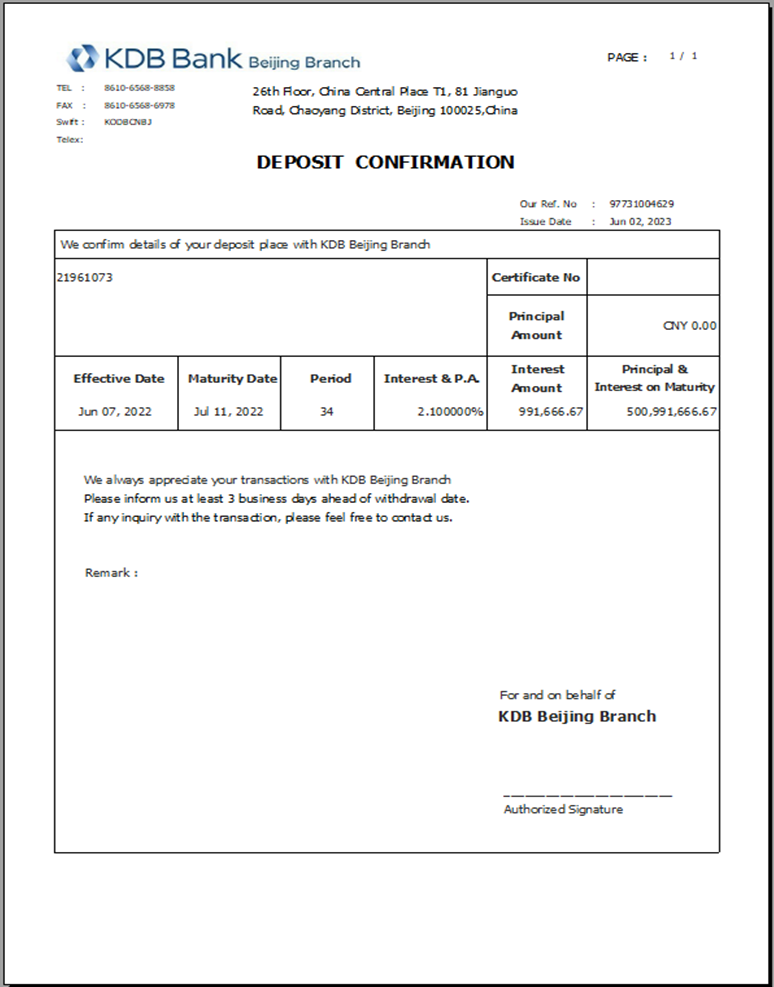 KDB Bank Beijing Branch
PAGE : 1 / 1
TEL : 8610-6568-8858
FAX : 8610-6568-6978
Swift : KODBCNBJ
Telex:
26th Floor, China Central Place T1, 81 Jianguo
Road, Chaoyang District, Beijing 100025,China
DEPOSIT CONFIRMATION
Our Ref. No : 97731004629
Issue Date : Jun 02, 2023
We confirm details of your deposit place with KDB Beijing Branch
21961073
Certificate No
Principal
Amount
CNY 0.00
Effective Date
Maturity Date
Period
Interest & P.A.
Interest
Amount
Principal &
Interest on Maturity
Jun 07, 2022
Jul 11, 2022
34
2.100000%
991,666.67
500,991,666.67
We always appreciate your transactions with KDB Beijing Branch
Please inform us at least 3 business days ahead of withdrawal date.
If any inquiry with the transaction, please feel free to contact us.
Remark :
For and on behalf of
KDB Beijing Branch
Authorized Signature